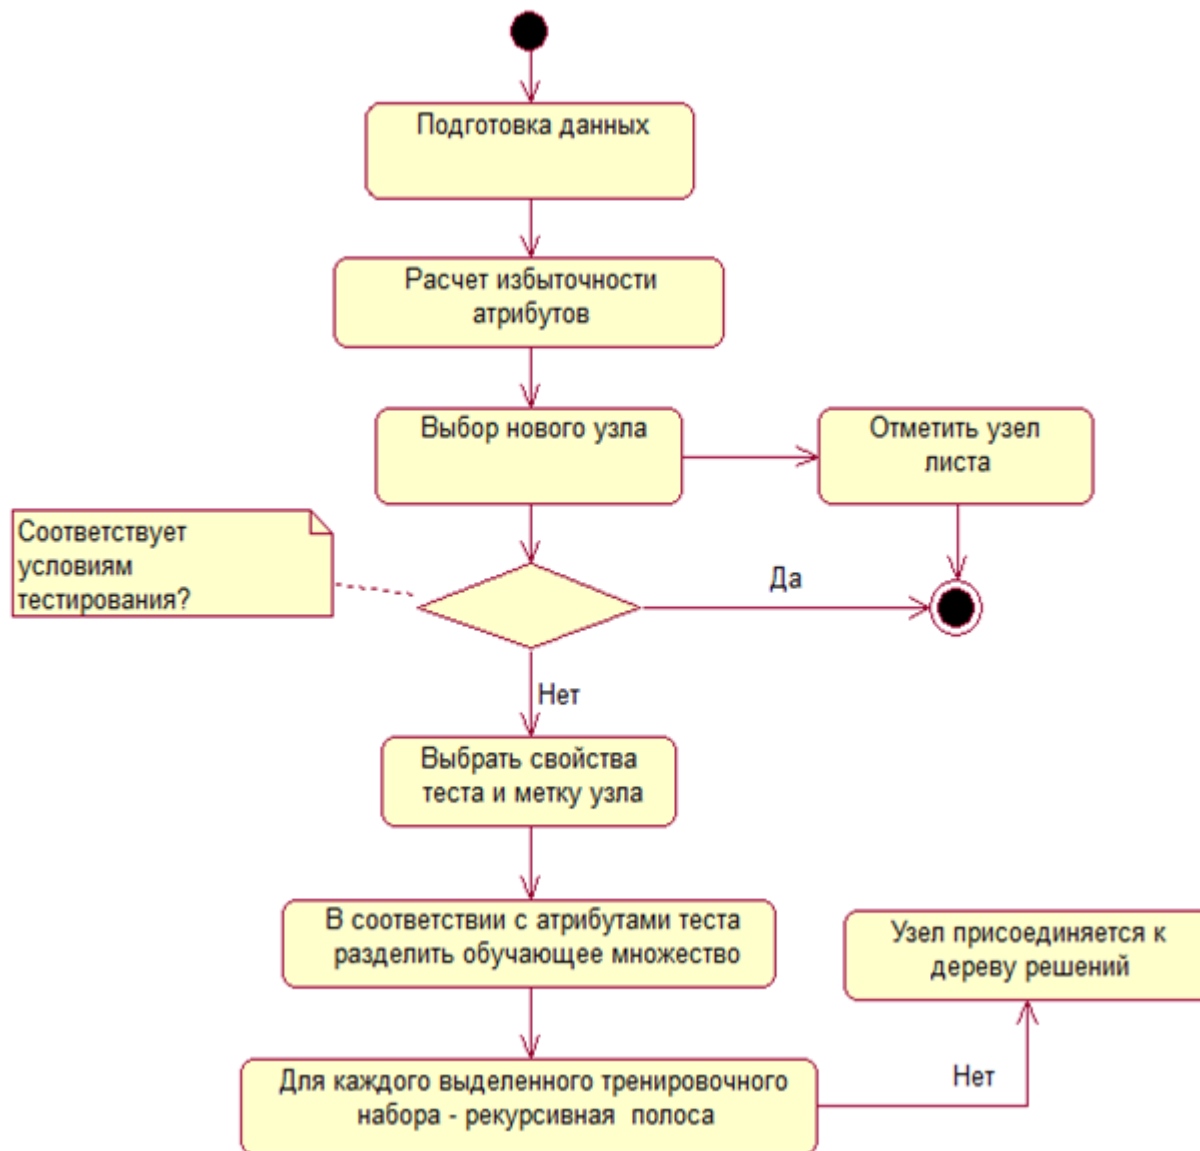 Подготовка данных
Расчет избыточности
атрибутов
Выбор нового узла
Отметить узел
листа
Соответствует
условиям
тестирования?
Да
Нет
Выбрать свойства
теста и метку узла
В соответствии с атрибутами теста
разделить обучающее множество
Узел присоединяется к
дереву решений
Нет
Для каждого выделенного тренировочного
набора - рекурсивная полоса